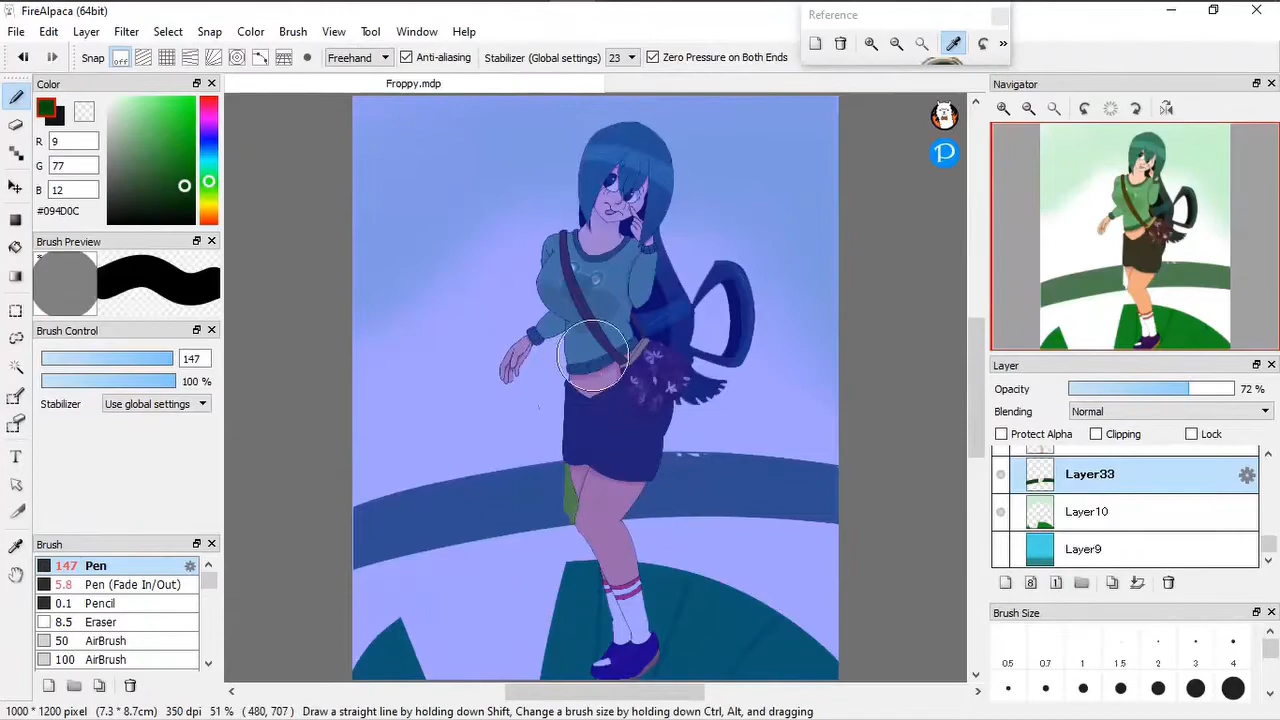 FireAlpaca (64bit)
Reference
File Edit Layer Filter Select Snap Color Brush View Tool Window Help
Snap off Freehand Anti-aliasing Stabilizer (Global settings) 23 Zero Pressure on Both Ends
Color
Froppy.mdp
Navigator
R 9
G 77
B 12
#094D0C
Brush Preview
Brush Control
147
100 %
Stabilizer Use global settings
Layer
Opacity 72 %
Blending Normal
Protect Alpha Clipping Lock
Layer33
Layer10
Layer9
Brush
147 Pen
5.8 Pen (Fade In/Out)
0.1 Pencil
8.5 Eraser
50 AirBrush
100 AirBrush
Brush Size
0.5 0.7 1 1.5 2 3 4
1000 * 1200 pixel (7.3 * 8.7cm) 350 dpi 51 % ( 480, 707) Draw a straight line by holding down Shift, Change a brush size by holding down Ctrl, Alt, and dragging